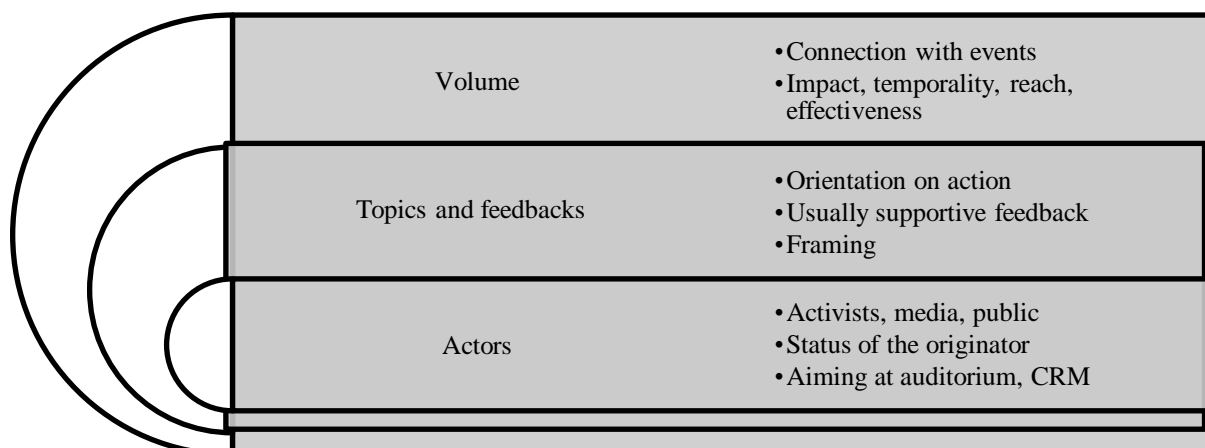 Volume
•Connection with events
•Impact, temporality, reach,
effectiveness
Topics and feedbacks
•Orientation on action
•Usually supportive feedback
•Framing
Actors
•Activists, media, public
•Status of the originator
•Aiming at auditorium, CRM